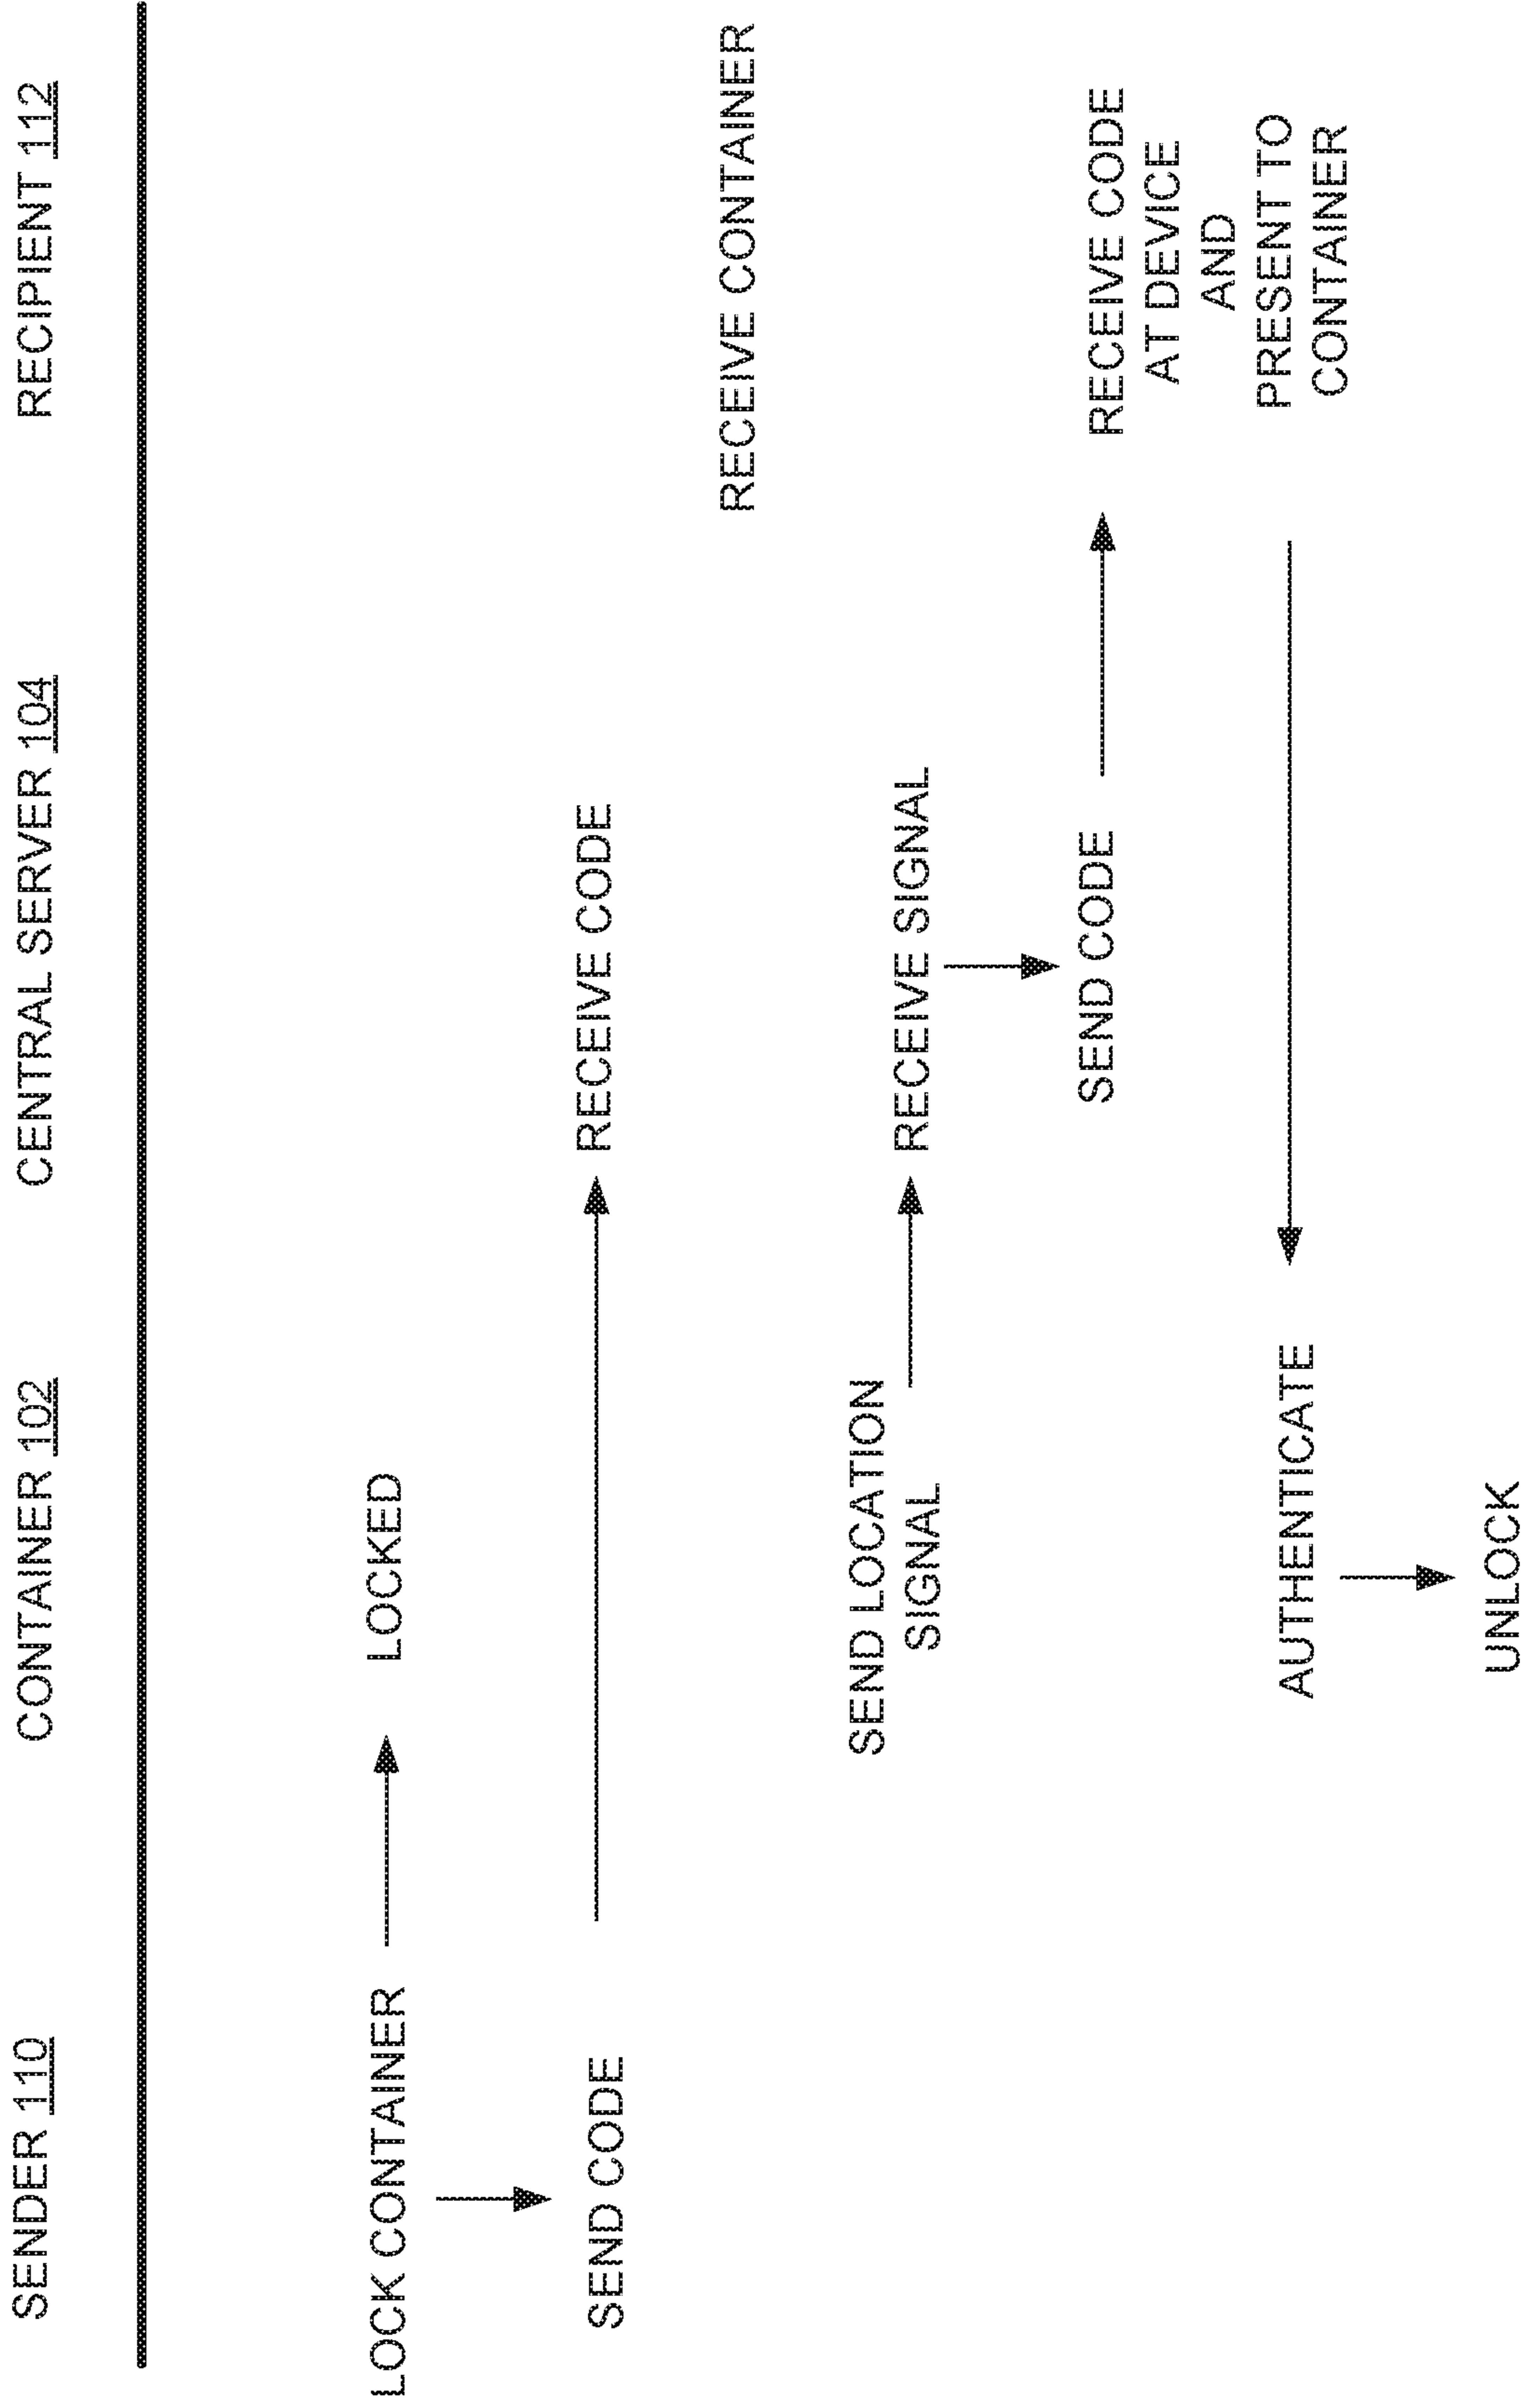 SENDER 110
CONTAINER 102
CENTRAL SERVER 104
RECIPIENT 112
LOCK CONTAINER
LOCKED
SEND CODE
RECEIVE CODE
RECEIVE CONTAINER
SEND LOCATION
SIGNAL
RECEIVE SIGNAL
SEND CODE
RECEIVE CODE
AT DEVICE
AND
PRESENT TO
CONTAINER
AUTHENTICATE
UNLOCK